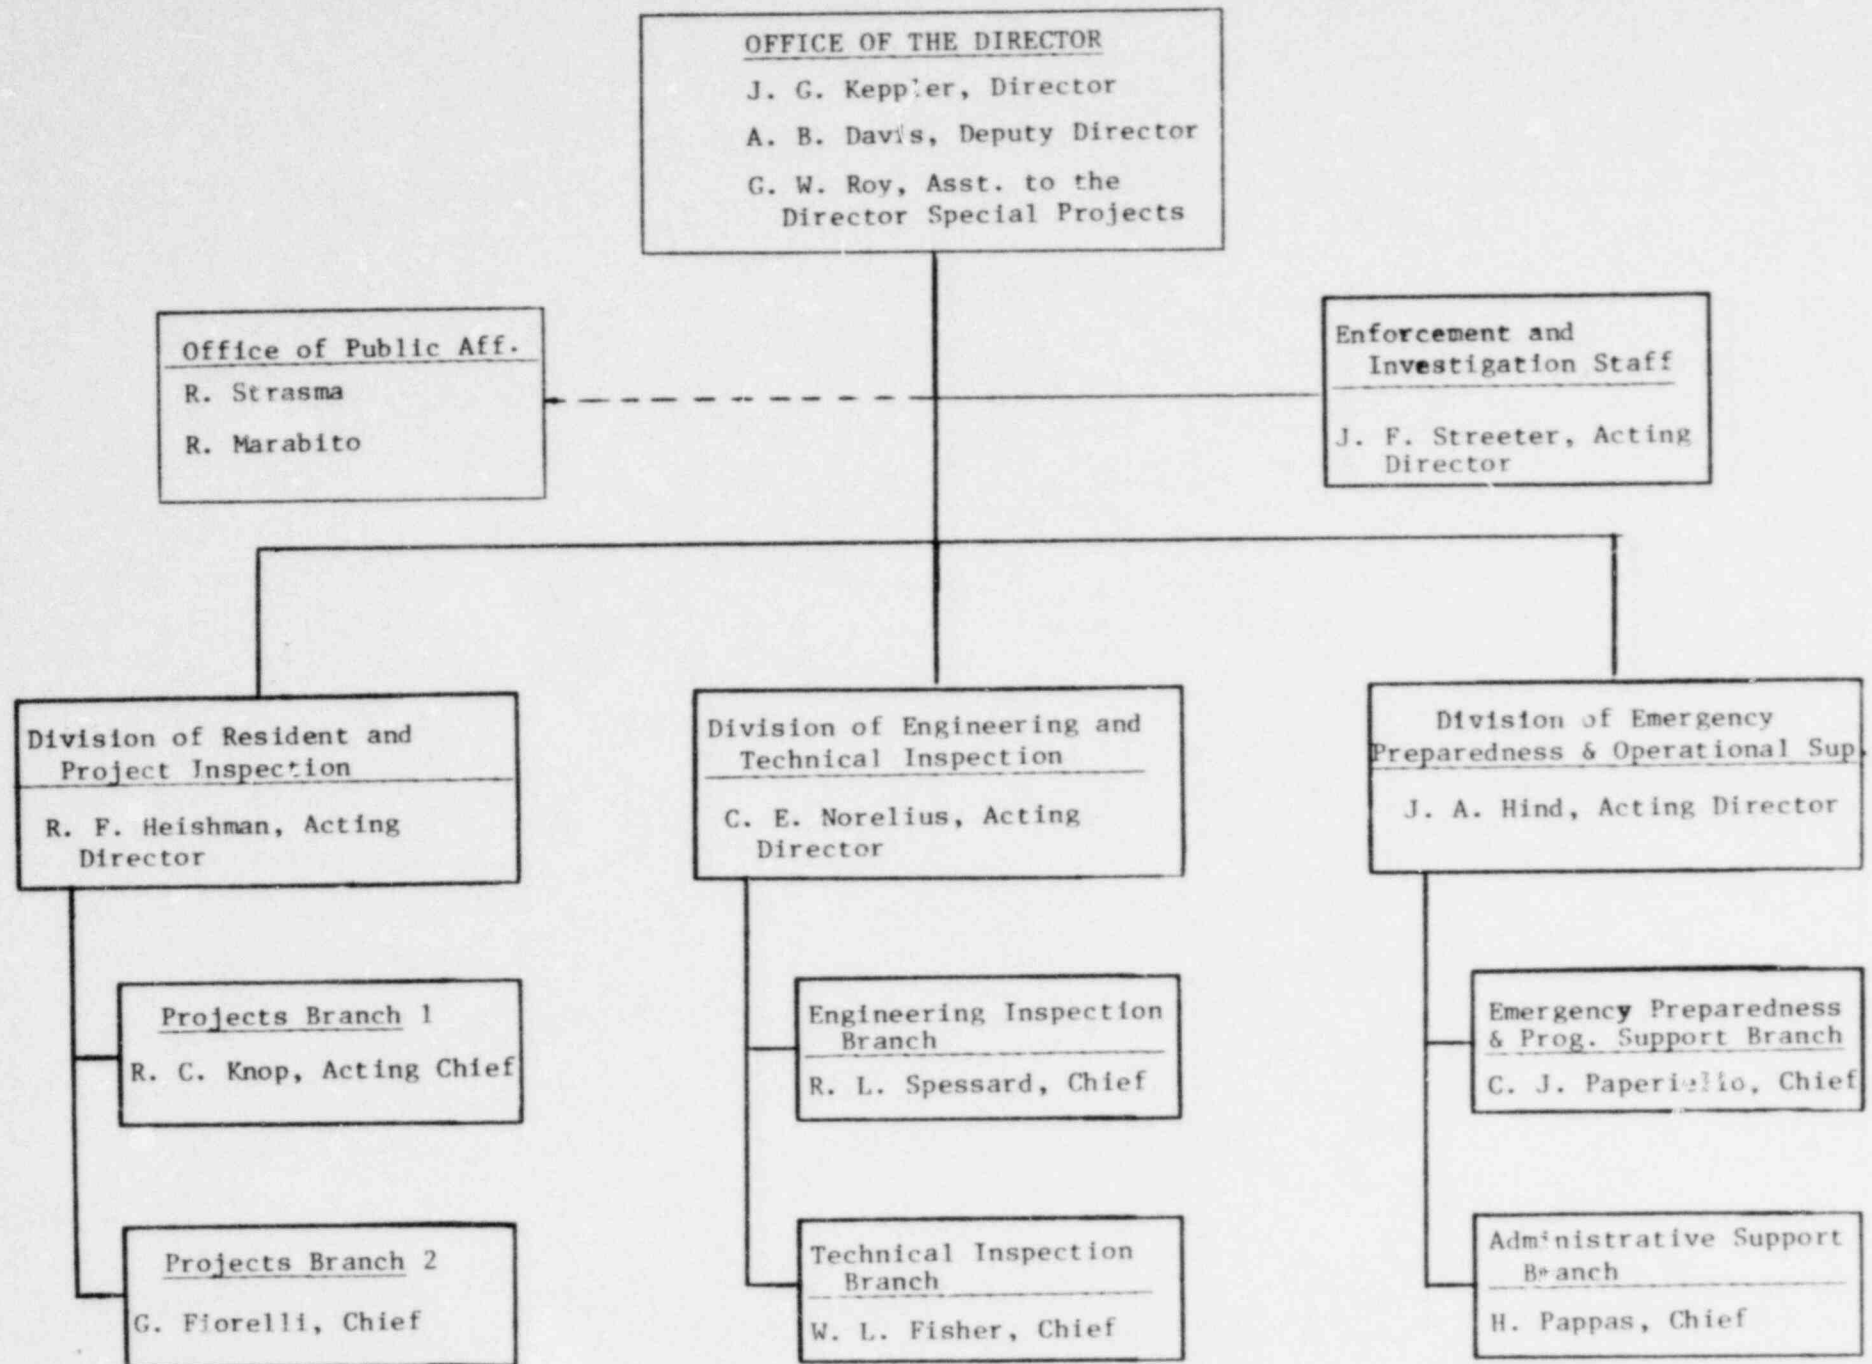 OFFICE OF THE DIRECTOR
J. G. Keppler, Director
A. B. Davis, Deputy Director
G. W. Roy, Asst. to the
Director Special Projects
Office of Public Aff.
R. Strasma
R. Marabito
Enforcement and
Investigation Staff
J. F. Streeter, Acting
Director
Division of Resident and
Project Inspection
R. F. Heishman, Acting
Director
Projects Branch 1
R. C. Knop, Acting Chief
Projects Branch 2
G. Fiorelli, Chief
Division of Engineering and
Technical Inspection
C. E. Norelius, Acting
Director
Engineering Inspection
Branch
R. L. Spessard, Chief
Technical Inspection
Branch
W. L. Fisher, Chief
Division of Emergency
Preparedness & Operational Sup.
J. A. Hind, Acting Director
Emergency Preparedness
& Prog. Support Branch
C. J. Paperiello, Chief
Administrative Support
Branch
H. Pappas, Chief